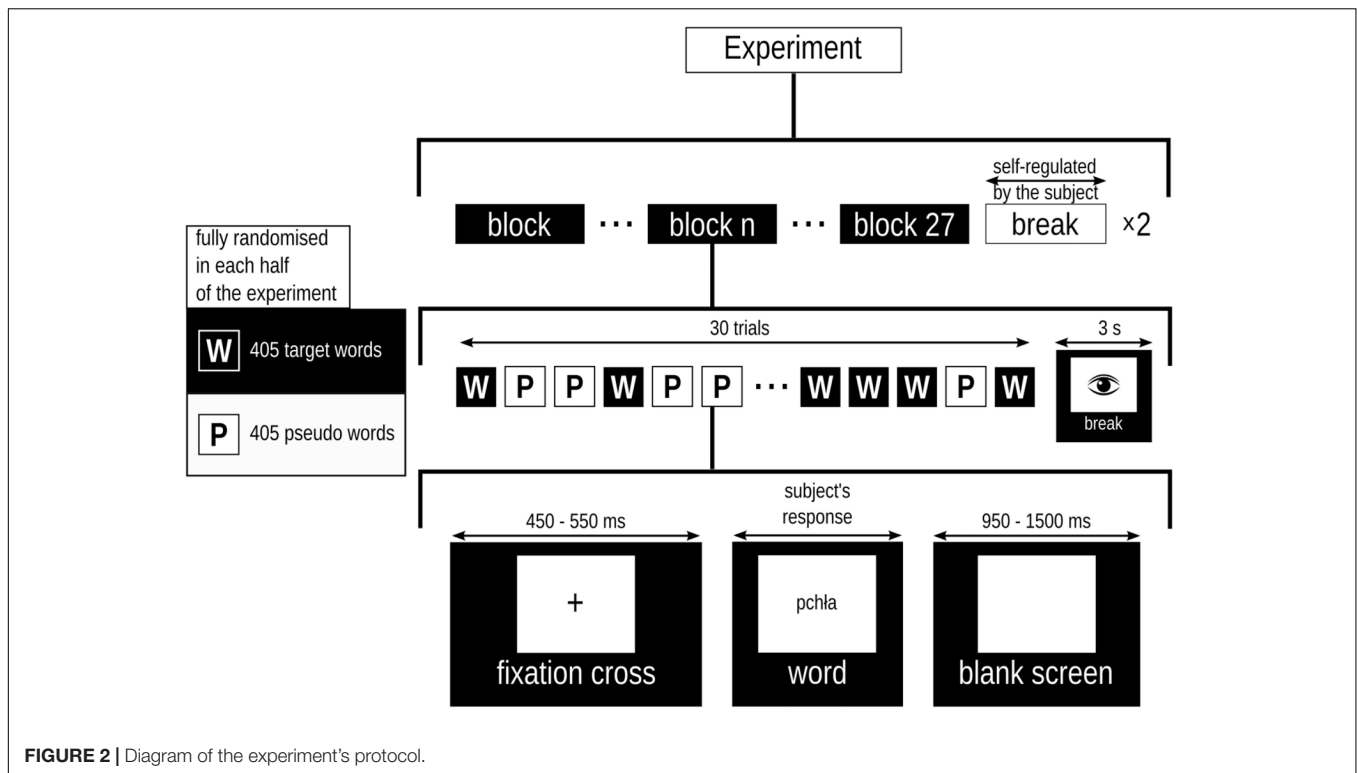 Experiment
self-regulated
by the subject
block ... block n ... block 27 break x2
fully randomised
in each half
of the experiment
W 405 target words
P 405 pseudo words
30 trials 3 s
W P P W P P ... W W W P W
break
subject's
response
450 - 550 ms 950 - 1500 ms
+ pchła
fixation cross word blank screen
FIGURE 2 | Diagram of the experiment's protocol.